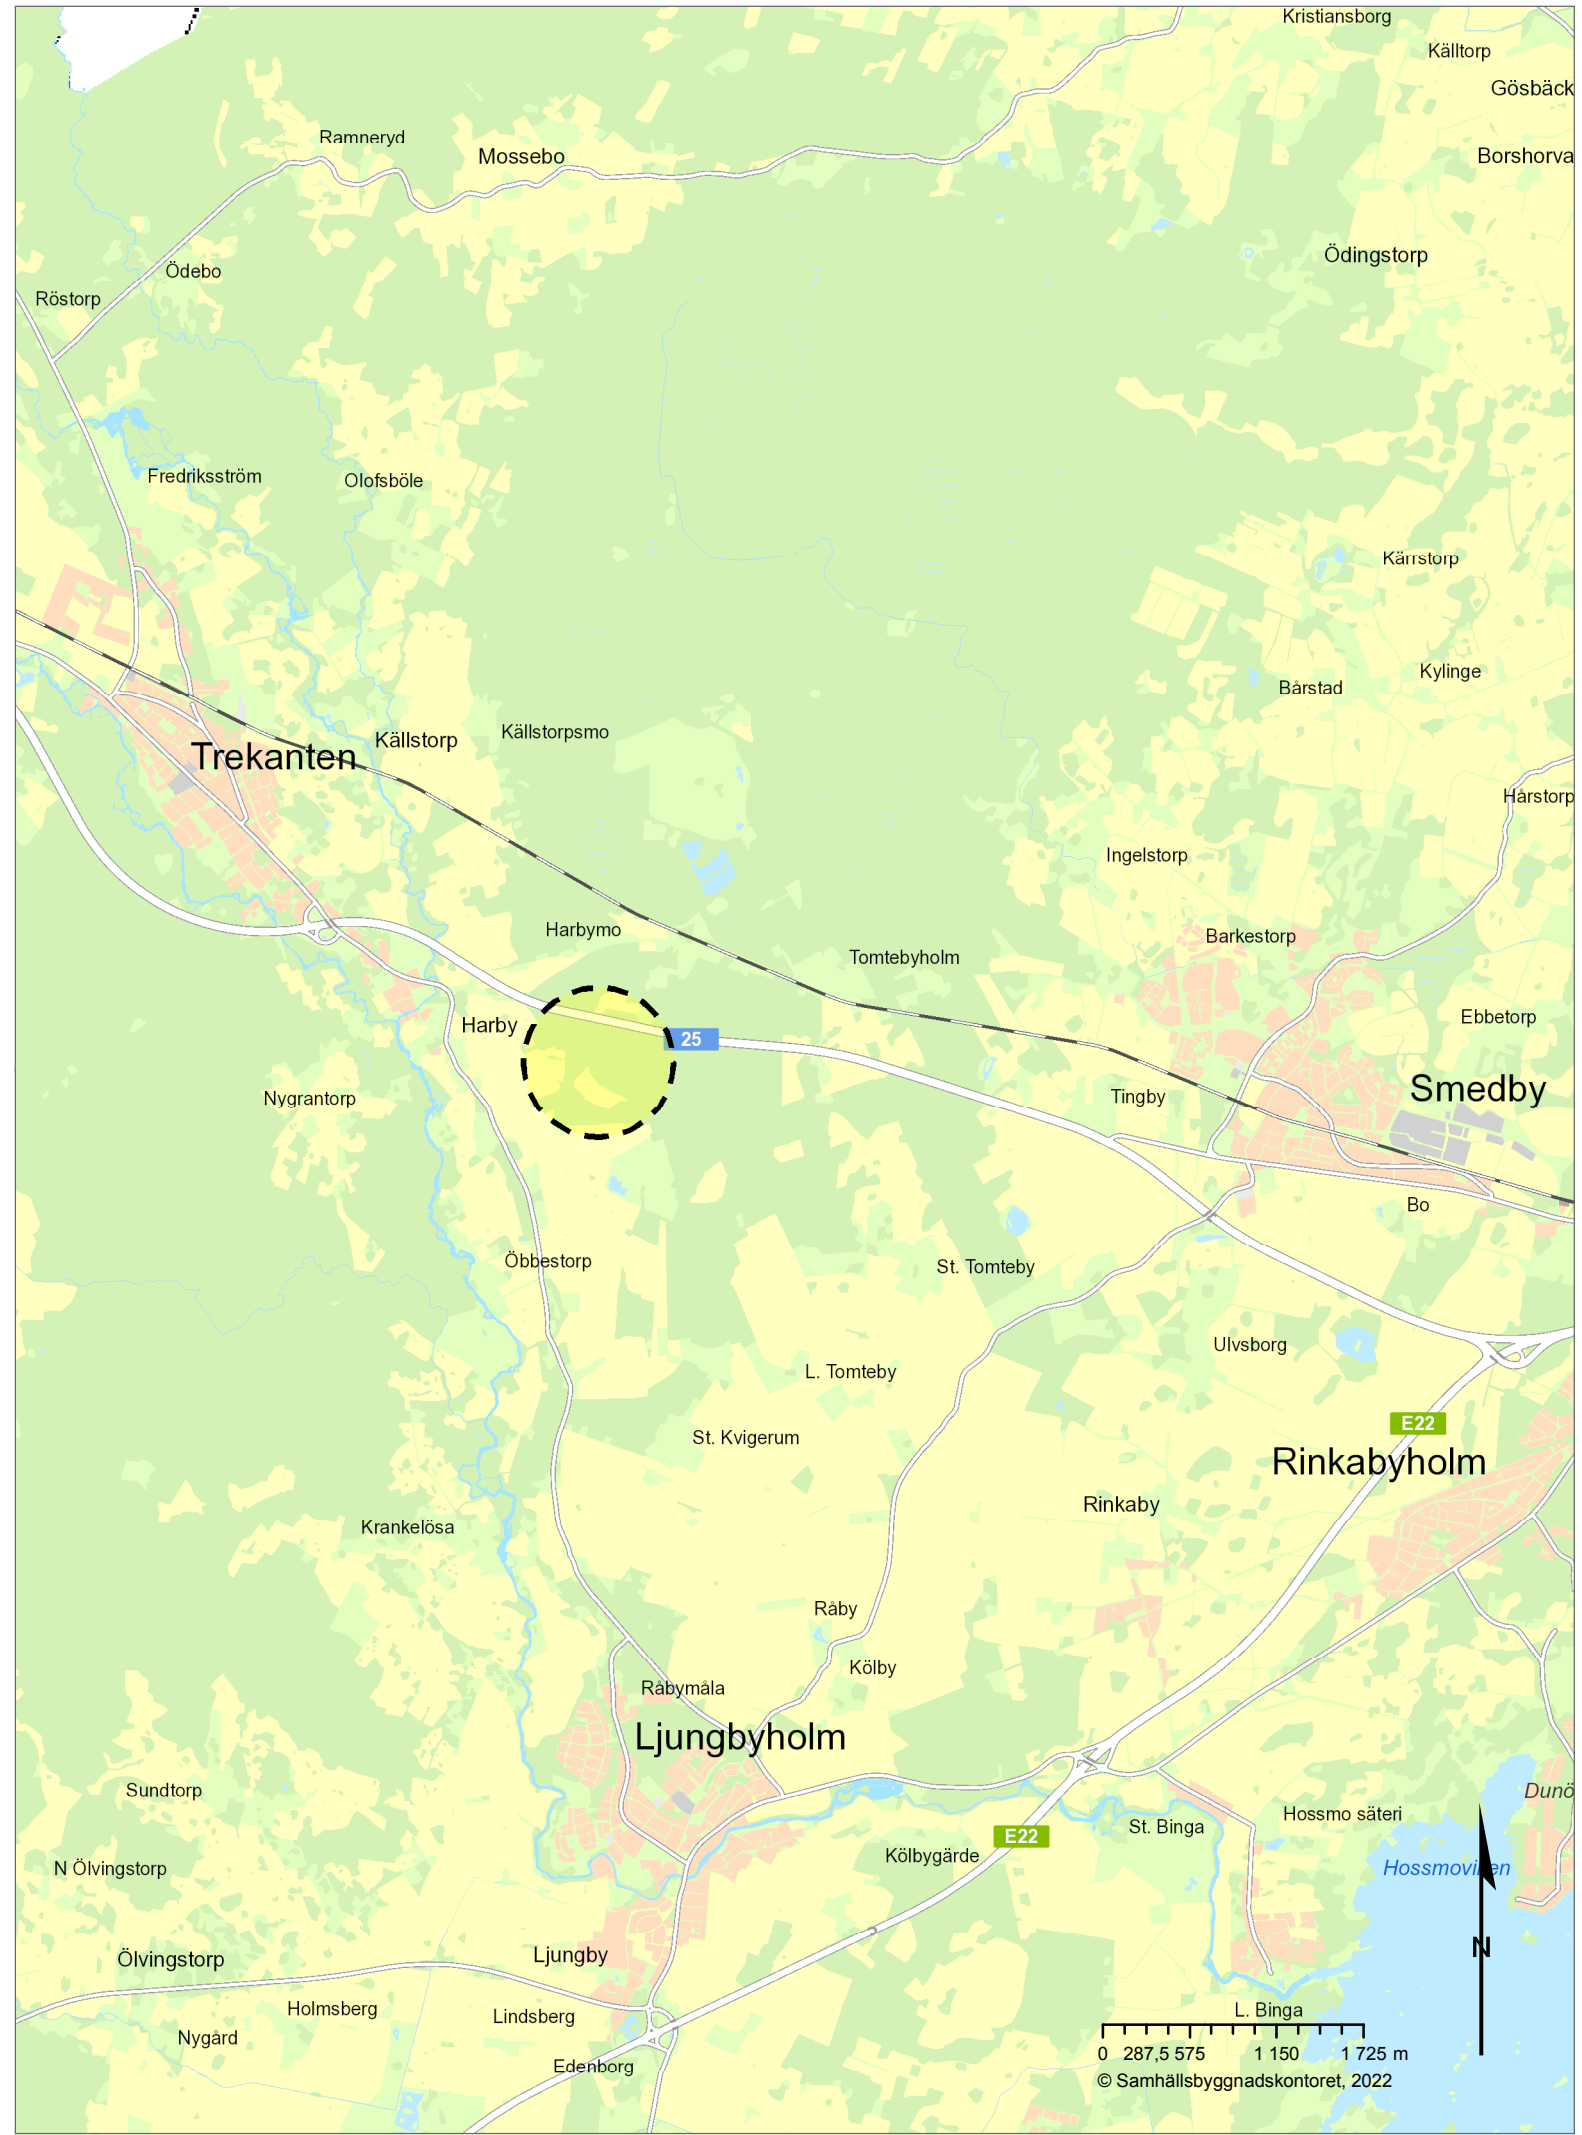 Kristiansborg
Källtorp
Gösbäck
Ramneryd
Mossebo
Borshorva
Ödingstorp
Ödebo
Röstorp
Fredriksström
Olofsböle
Kärrstorp
Kylinge
Bårstad
Källstorpsmo
Källstorp
Trekanten
Hårstorp
Ingelstorp
Harbymo
Barkestorp
Tomtebyholm
Ebbetorp
Harby
25
Smedby
Nygrantorp
Tingby
Bo
Öbbestorp
St. Tomteby
Ulvsborg
L. Tomteby
E22
St. Kvigerum
Rinkabyholm
Rinkaby
Krankelösa
Råby
Kölby
Råbymåla
Ljungbyholm
Sundtorp
Dunö
Hossmo säteri
St. Binga
E22
Kölbygärde
N Ölvingstorp
Hossmoviken
N
Ljungby
Ölvingstorp
Holmsberg
Lindsberg
L. Binga
Nygård
Edenborg
0 287,5 575 1 150 1 725 m
© Samhällsbyggnadskontoret, 2022